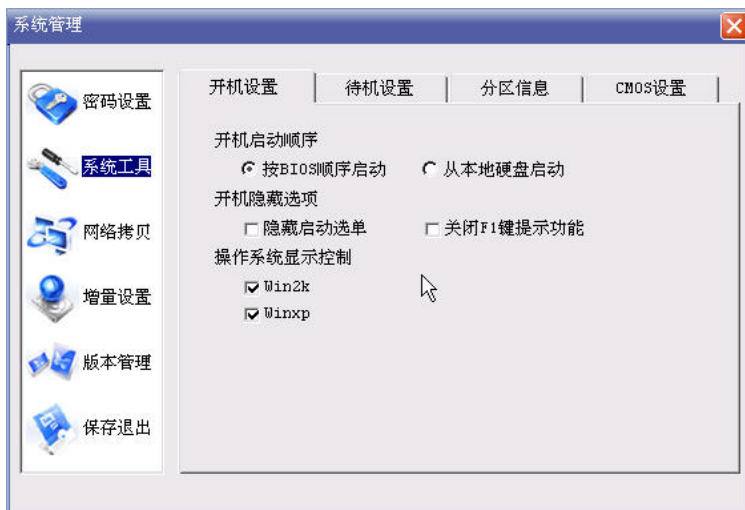 系统管理
密码设置
系统工具
网络拷贝
增量设置
版本管理
保存退出
开机设置 待机设置 分区信息 CMOS设置
开机启动顺序
按BIOS顺序启动 从本地硬盘启动
开机隐藏选项
隐藏启动选单 关闭F1键提示功能
操作系统显示控制
Win2k
Winxp